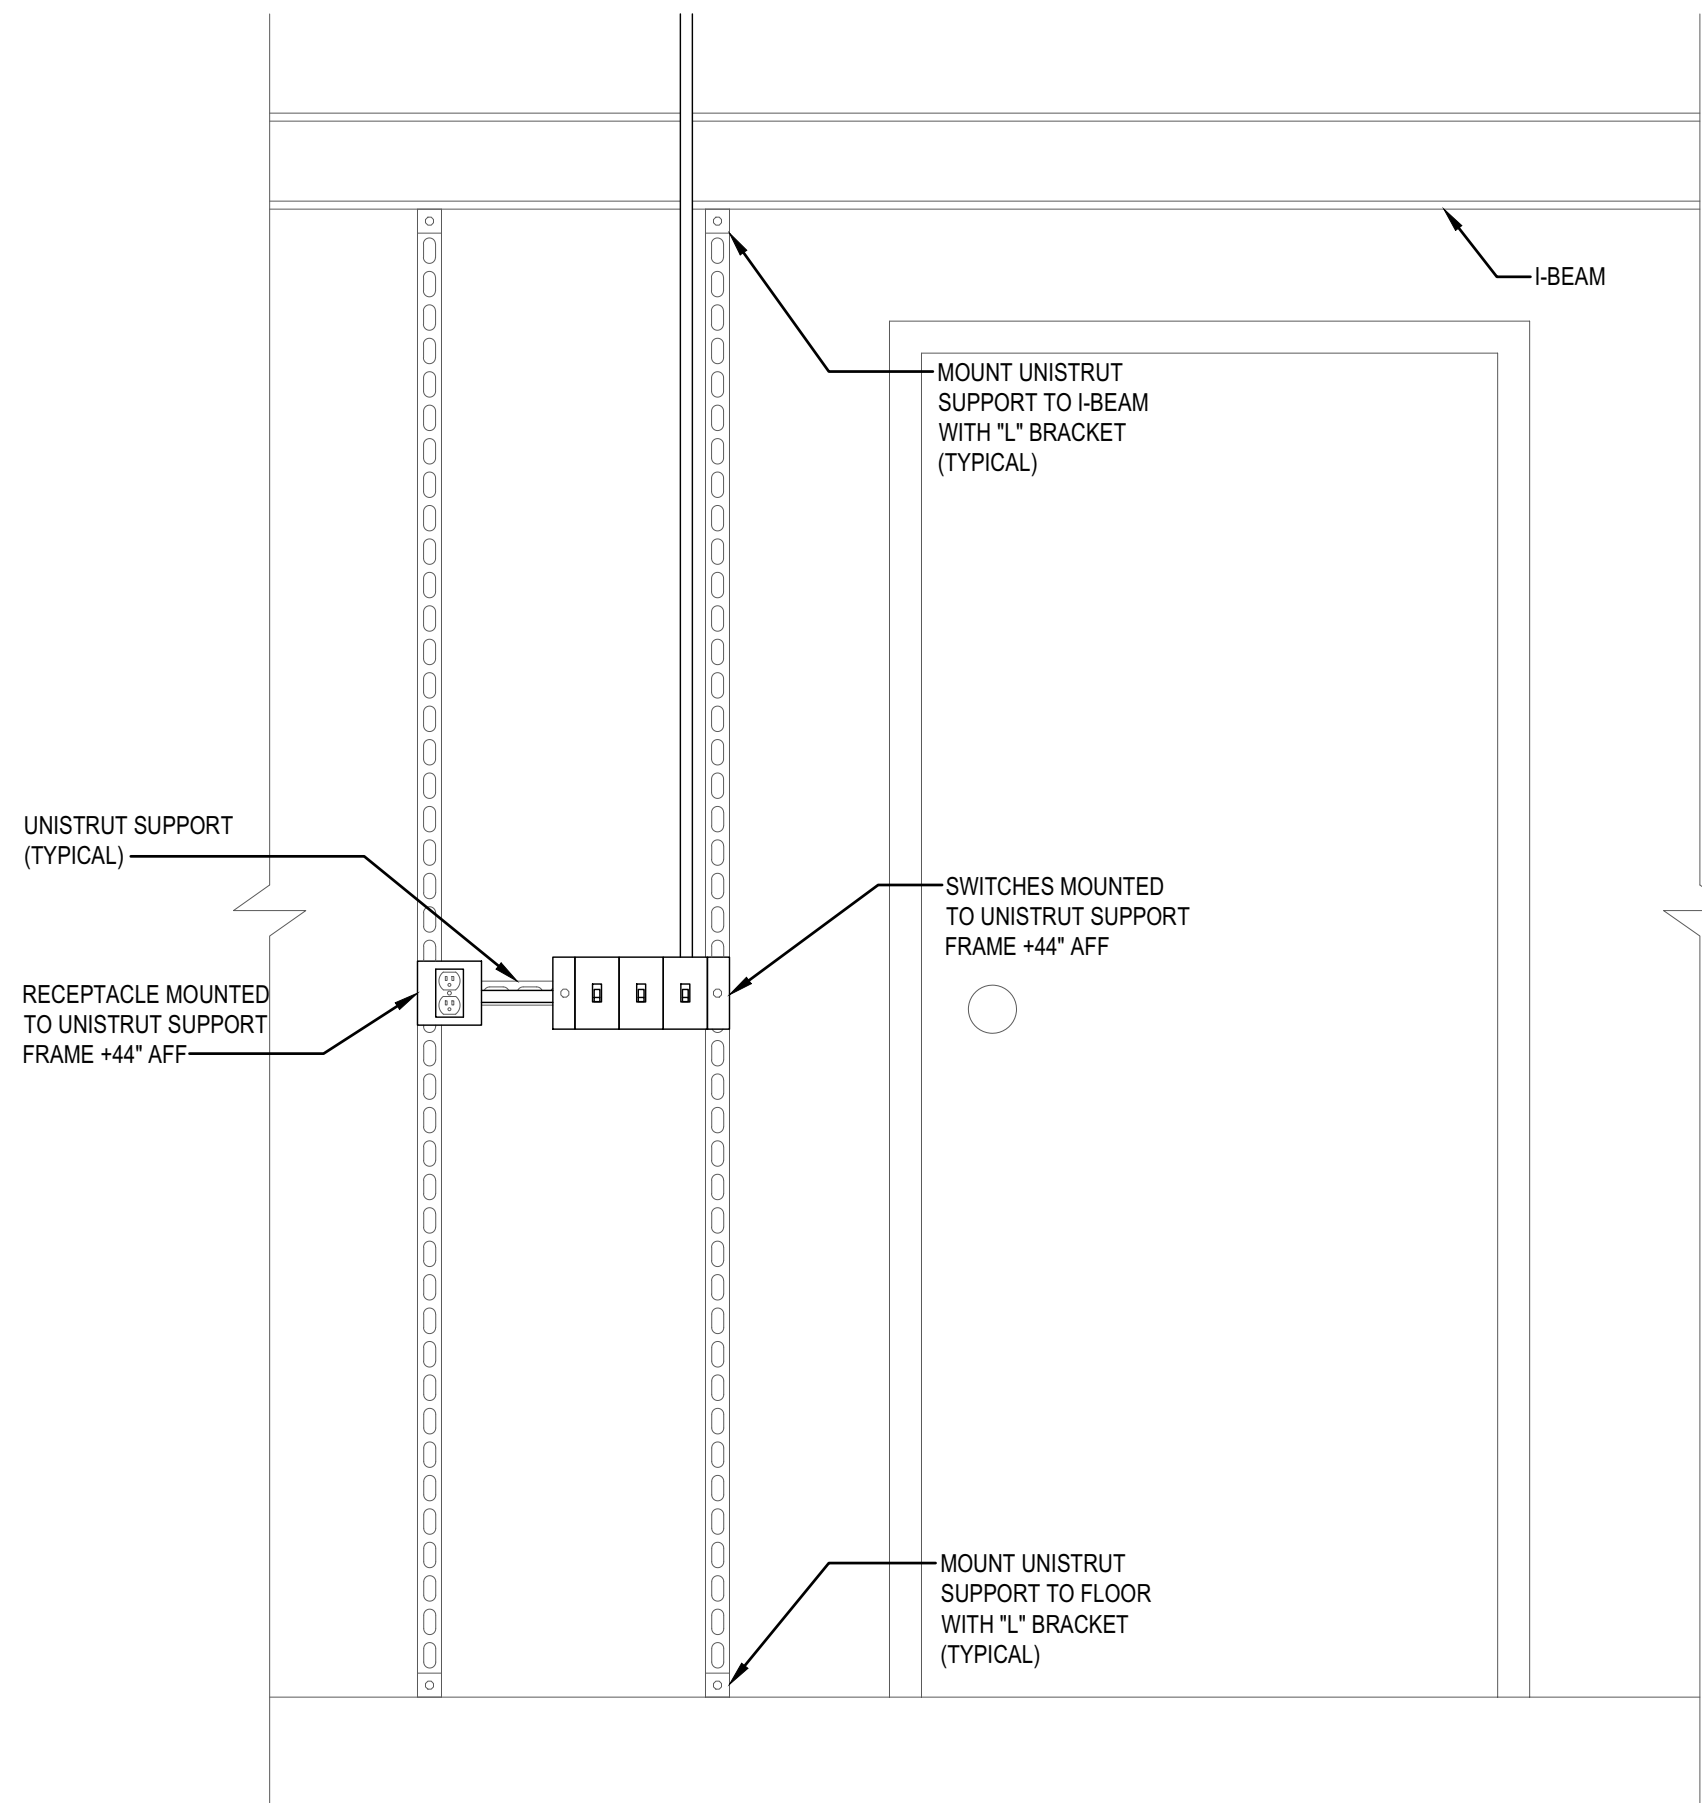 I-BEAM
MOUNT UNISTRUT
SUPPORT TO I-BEAM
WITH "L" BRACKET
(TYPICAL)
UNISTRUT SUPPORT
(TYPICAL)
SWITCHES MOUNTED
TO UNISTRUT SUPPORT
FRAME +44" AFF
RECEPTACLE MOUNTED
TO UNISTRUT SUPPORT
FRAME +44" AFF
MOUNT UNISTRUT
SUPPORT TO FLOOR
WITH "L" BRACKET
(TYPICAL)